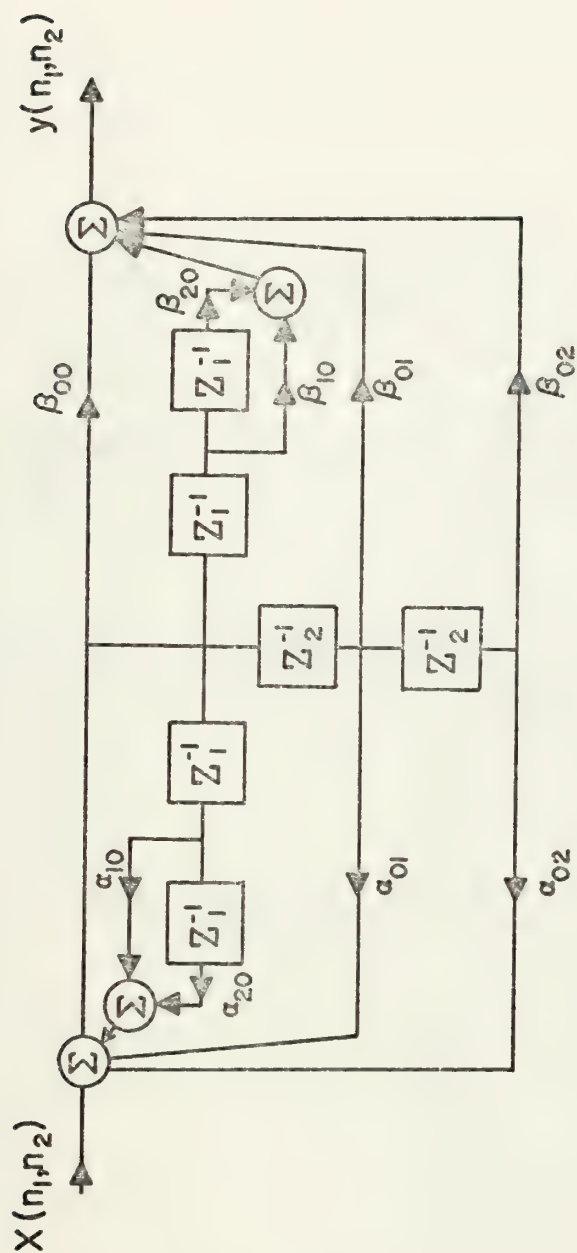 X(n₁,n₂)
Σ
α₁₀
Σ
α₂₀
Z₁⁻¹
Z₁⁻¹
α₀₁
α₀₂
Z₂⁻¹
Z₂⁻¹
Z₁⁻¹
Z₁⁻¹
β₀₀
β₂₀
β₁₀
Σ
β₀₁
β₀₂
Σ
y(n₁,n₂)